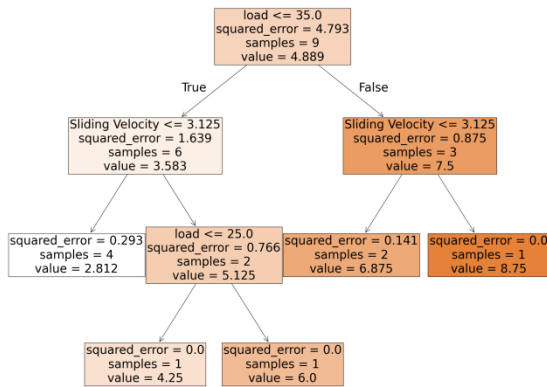 load <= 35.0
squared_error = 4.793
samples = 9
value = 4.889
True
False
Sliding Velocity <= 3.125
squared_error = 1.639
samples = 6
value = 3.583
Sliding Velocity <= 3.125
squared_error = 0.875
samples = 3
value = 7.5
squared_error = 0.293
samples = 4
value = 2.812
load <= 25.0
squared_error = 0.766
samples = 2
value = 5.125
squared_error = 0.141
samples = 2
value = 6.875
squared_error = 0.0
samples = 1
value = 8.75
squared_error = 0.0
samples = 1
value = 4.25
squared_error = 0.0
samples = 1
value = 6.0